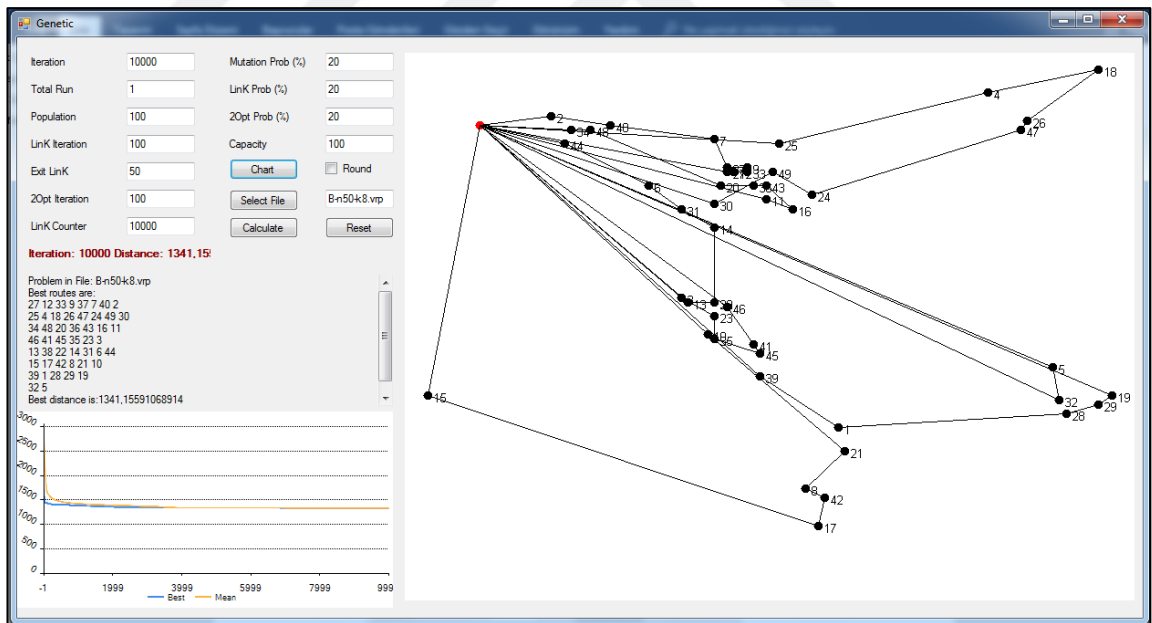 Genetic
Iteration 10000 Mutation Prob (%) 20
Total Run 1 LinK Prob (%) 20
Population 100 2Opt Prob (%) 20
LinK Iteration 100 Capacity 100
Exit LinK 50 Chart Round
2Opt Iteration 100 Select File B-n50-k8.vrp
LinK Counter 10000 Calculate Reset
Iteration: 10000 Distance: 1341,15
Problem in File: B-n50-k8.vrp
Best routes are:
27 12 33 9 37 7 40 2
25 4 18 26 47 24 49 30
34 48 20 36 43 16 11
46 41 45 35 23 3
13 38 22 14 31 6 44
15 17 42 8 21 10
39 1 28 29 19
32 5
Best distance is:1341,15591068914
3000
2500
2000
1500
1000
500
0
-1 1999 3999 5999 7999 999
Best Mean
18
4
26
47
2
34 48 40
7
25
44
49
20
43
6
24
30
11
16
31
14
13
46
23
35
41
45
39
5
15
32
19
29
28
1
21
8
42
17